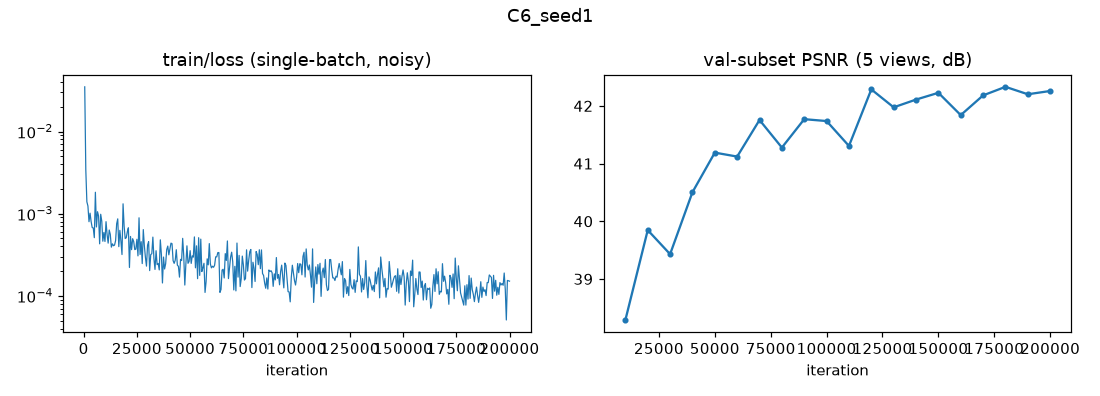 C6_seed1
train/loss (single-batch, noisy)
10⁻²
10⁻³
10⁻⁴
0 25000 50000 75000 100000 125000 150000 175000 200000
iteration
val-subset PSNR (5 views, dB)
42
41
40
39
25000 50000 75000 100000 125000 150000 175000 200000
iteration